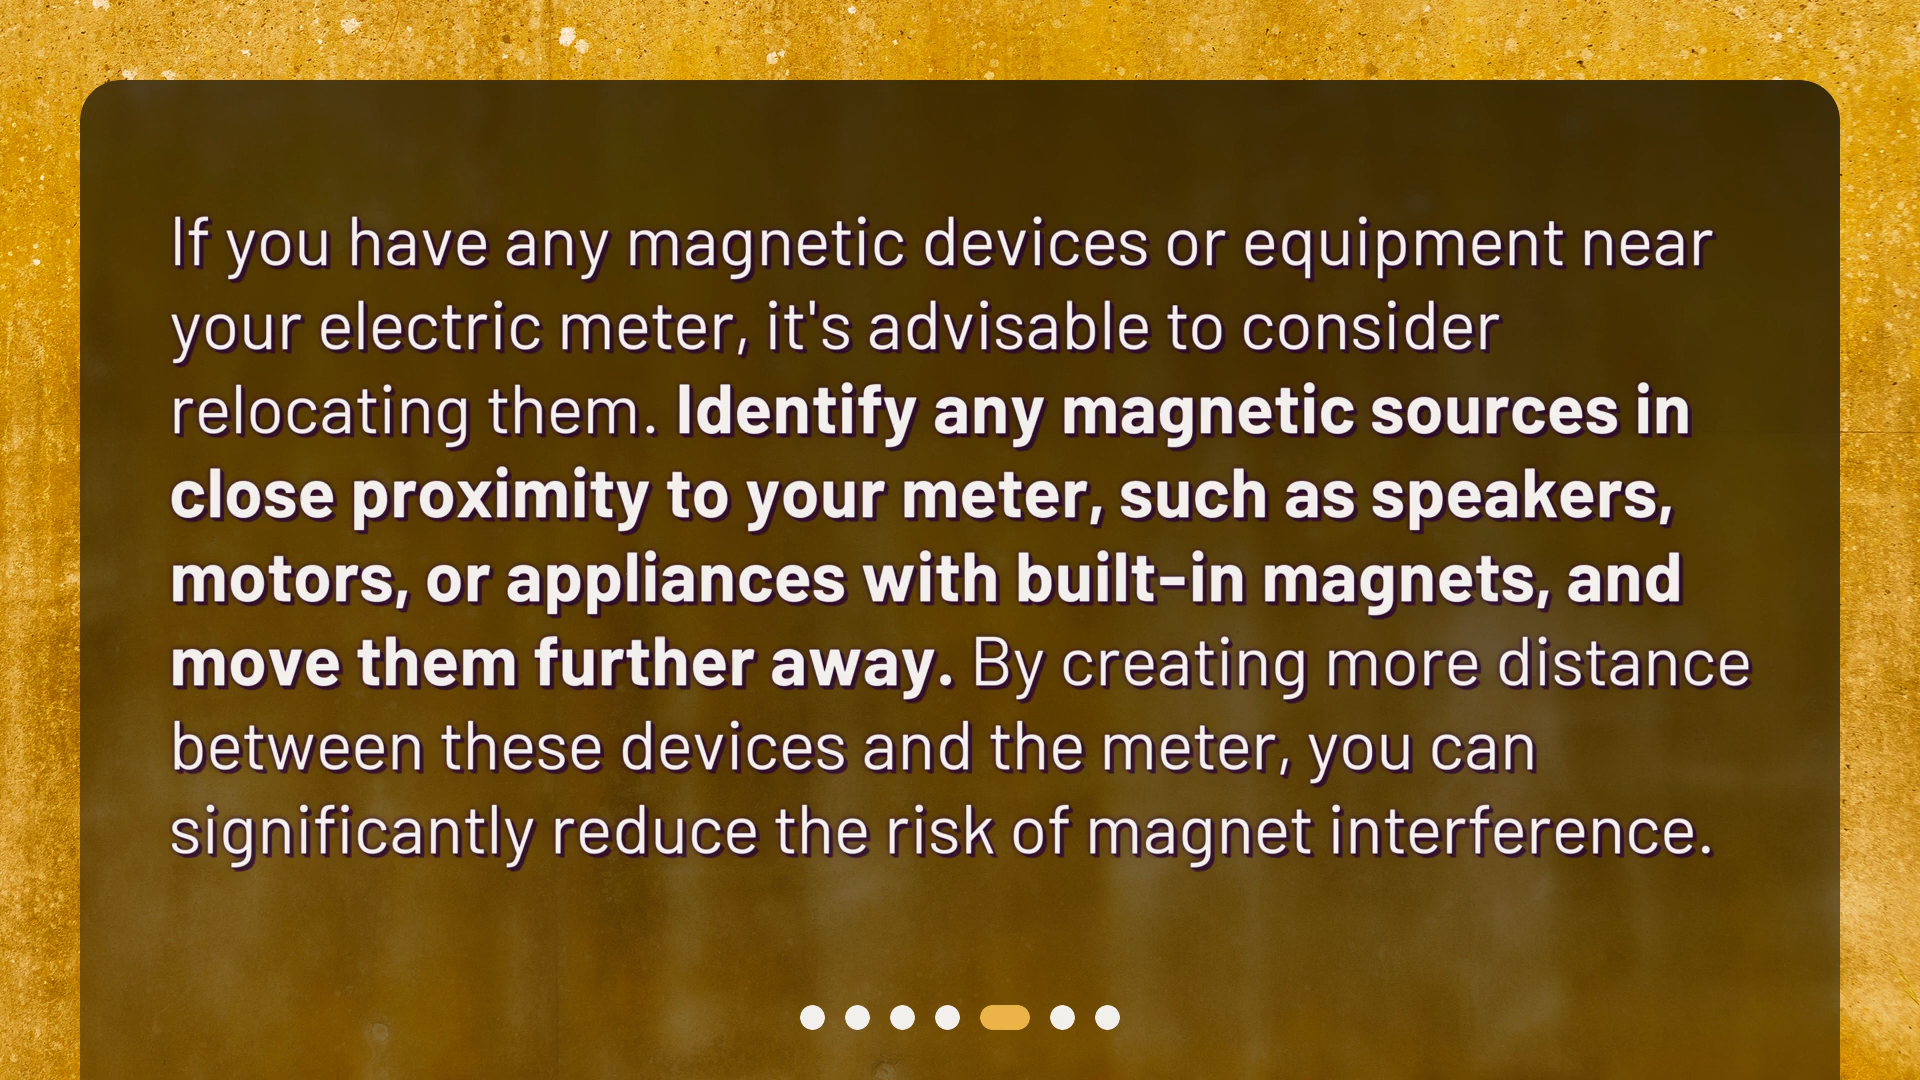 If you have any magnetic devices or equipment near
your electric meter, it's advisable to consider
relocating them. Identify any magnetic sources in
close proximity to your meter, such as speakers,
motors, or appliances with built-in magnets, and
move them further away. By creating more distance
between these devices and the meter, you can
significantly reduce the risk of magnet interference.